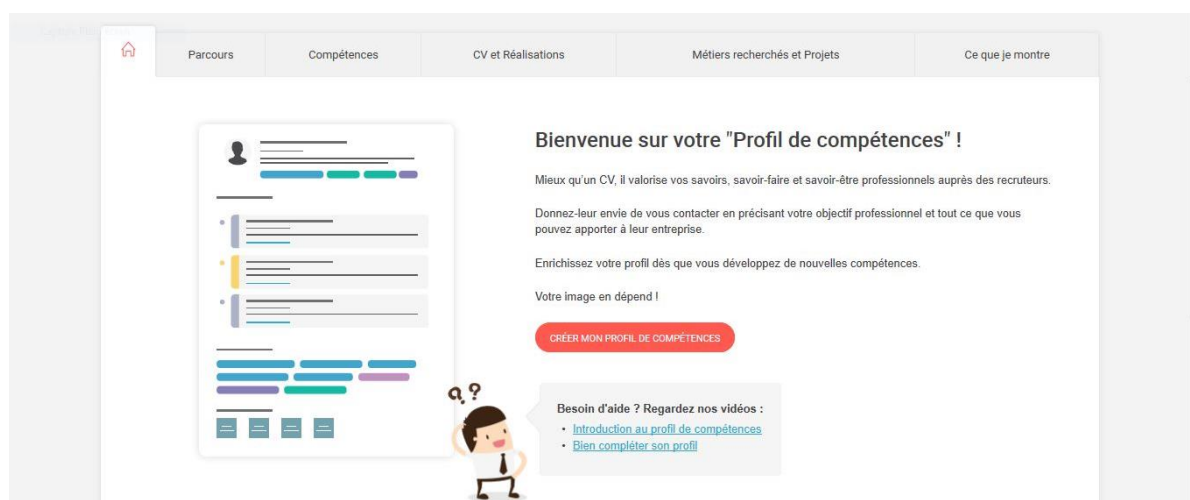 Parcours
Compétences
CV et Réalisations
Métiers recherchés et Projets
Ce que je montre
Bienvenue sur votre "Profil de compétences" !
Mieux qu'un CV, il valorise vos savoirs, savoir-faire et savoir-être professionnels auprès des recruteurs.
Donnez-leur envie de vous contacter en précisant votre objectif professionnel et tout ce que vous
pouvez apporter à leur entreprise.
Enrichissez votre profil dès que vous développez de nouvelles compétences.
Votre image en dépend !
CRÉER MON PROFIL DE COMPÉTENCES
?
Besoin d'aide ? Regardez nos vidéos :
• Introduction au profil de compétences
• Bien compléter son profil